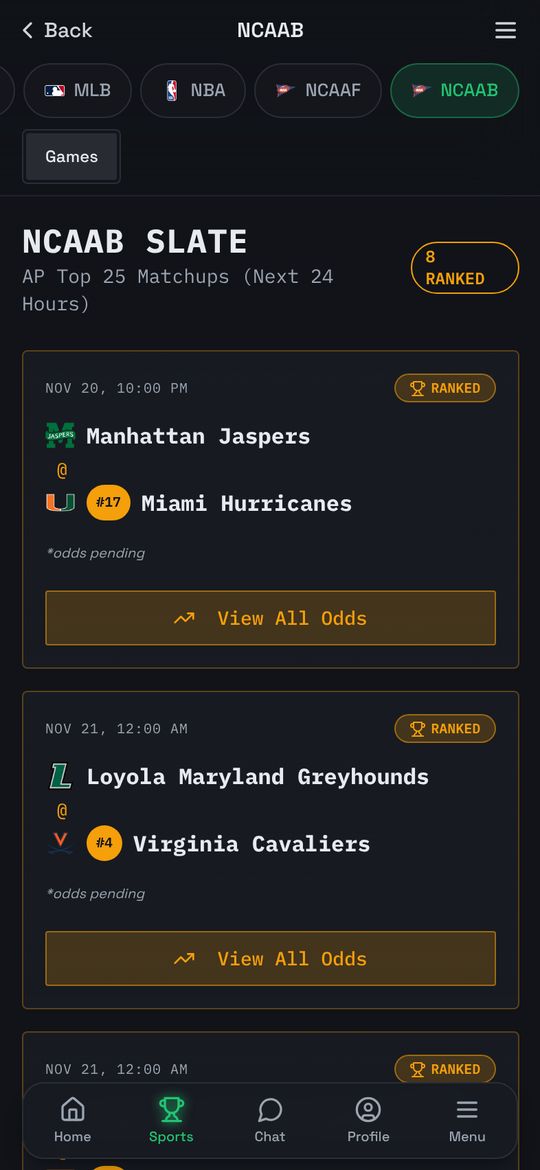 Back
NCAAB
MLB
NBA
NCAAF
NCAAB
Games
NCAAB SLATE
AP Top 25 Matchups (Next 24
Hours)
8
RANKED
NOV 20, 10:00 PM
RANKED
JASPERS
Manhattan Jaspers
@
#17
Miami Hurricanes
*odds pending
View All Odds
NOV 21, 12:00 AM
RANKED
Loyola Maryland Greyhounds
@
#4
Virginia Cavaliers
*odds pending
View All Odds
NOV 21, 12:00 AM
RANKED
Home
Sports
Chat
Profile
Menu